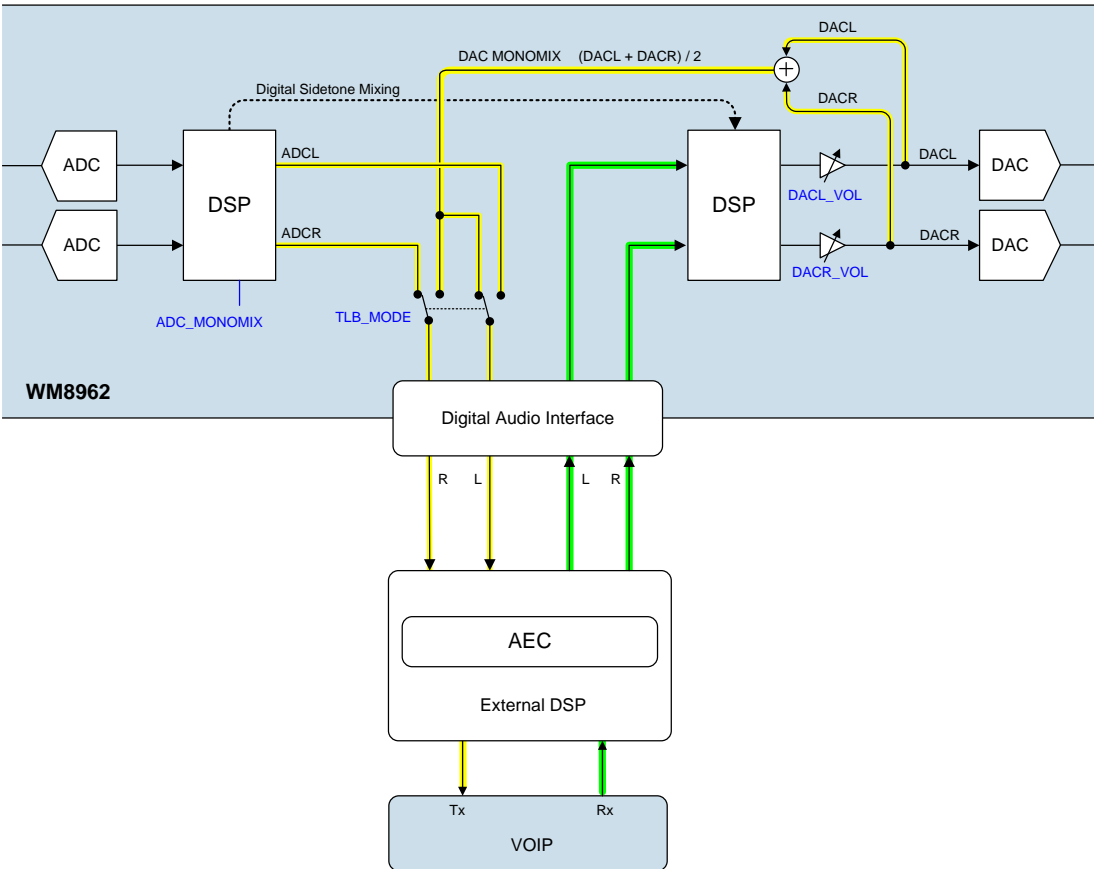 DACL
DAC MONOMIX (DACL + DACR) / 2
Digital Sidetone Mixing
DACR
ADC
DSP
ADCL
DSP
DACL_VOL
DACL
DAC
ADC
ADCR
DACR_VOL
DACR
DAC
ADC_MONOMIX
TLB_MODE
WM8962
Digital Audio Interface
R L L R
AEC
External DSP
Tx Rx
VOIP